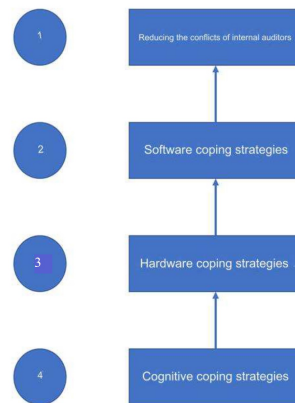 1
Reducing the conflicts of internal auditors
2
Software coping strategies
3
Hardware coping strategies
4
Cognitive coping strategies